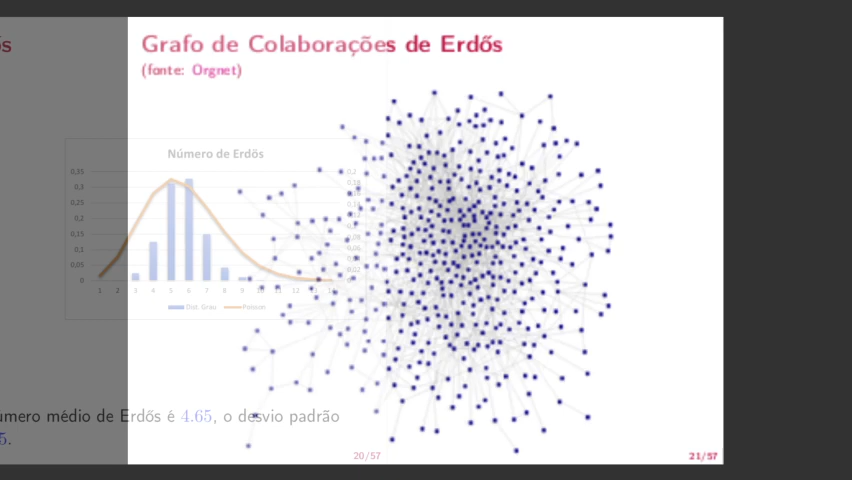 Grafo de Colaborações de Erdős
(fonte: Orgnet)
Número de Erdös
0,35
0,3
0,25
0,2
0,15
0,1
0,05
0
1 2 3 4 5 6 7 8 9 10 11 12 13
Dist. Grau Poisson
mero médio de Erdős é 4.65, o desvio padrão
5.
20/57
21/57